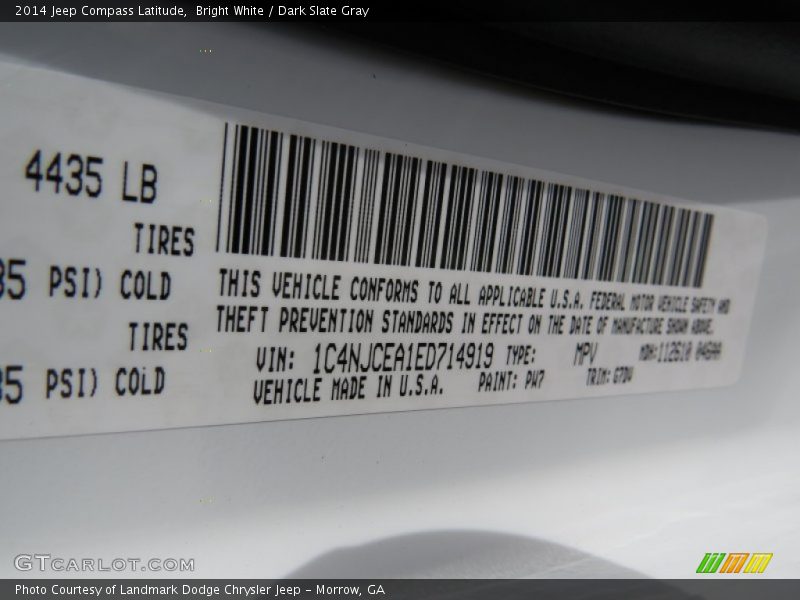 2014 Jeep Compass Latitude, Bright White / Dark Slate Gray
4435 LB
TIRES
35 PSI) COLD
TIRES
35 PSI) COLD
THIS VEHICLE CONFORMS TO ALL APPLICABLE U.S.A. FEDERAL MOTOR VEHICLE SAFETY AND
THEFT PREVENTION STANDARDS IN EFFECT ON THE DATE OF MANUFACTURE SHOWN ABOVE.
VIN: 1C4NJCEA1ED714919 TYPE: MPV MDH:112610
VEHICLE MADE IN U.S.A. PAINT: PW7 TRIM:
GTCARLOT.COM
Photo Courtesy of Landmark Dodge Chrysler Jeep – Morrow, GA